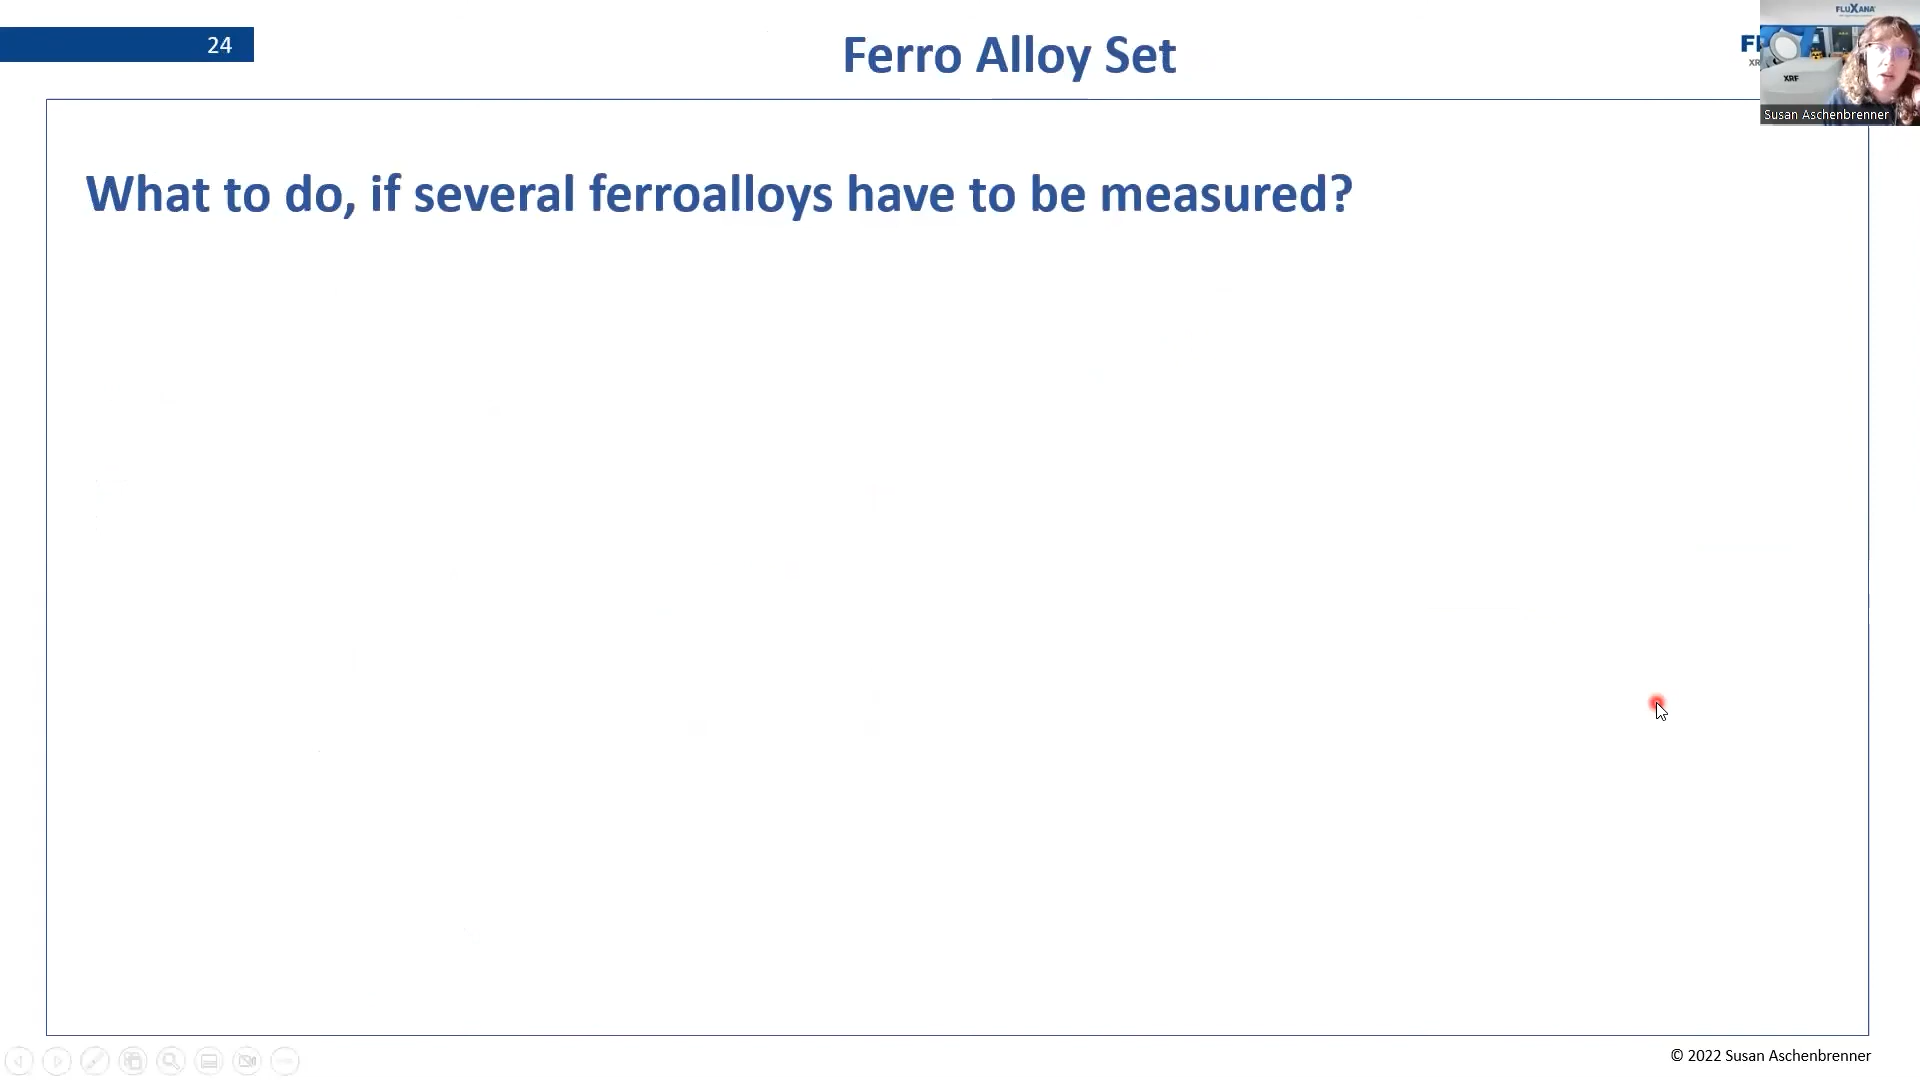 24
Ferro Alloy Set
FLUXANA
XRF
Susan Aschenbrenner
What to do, if several ferroalloys have to be measured?
© 2022 Susan Aschenbrenner